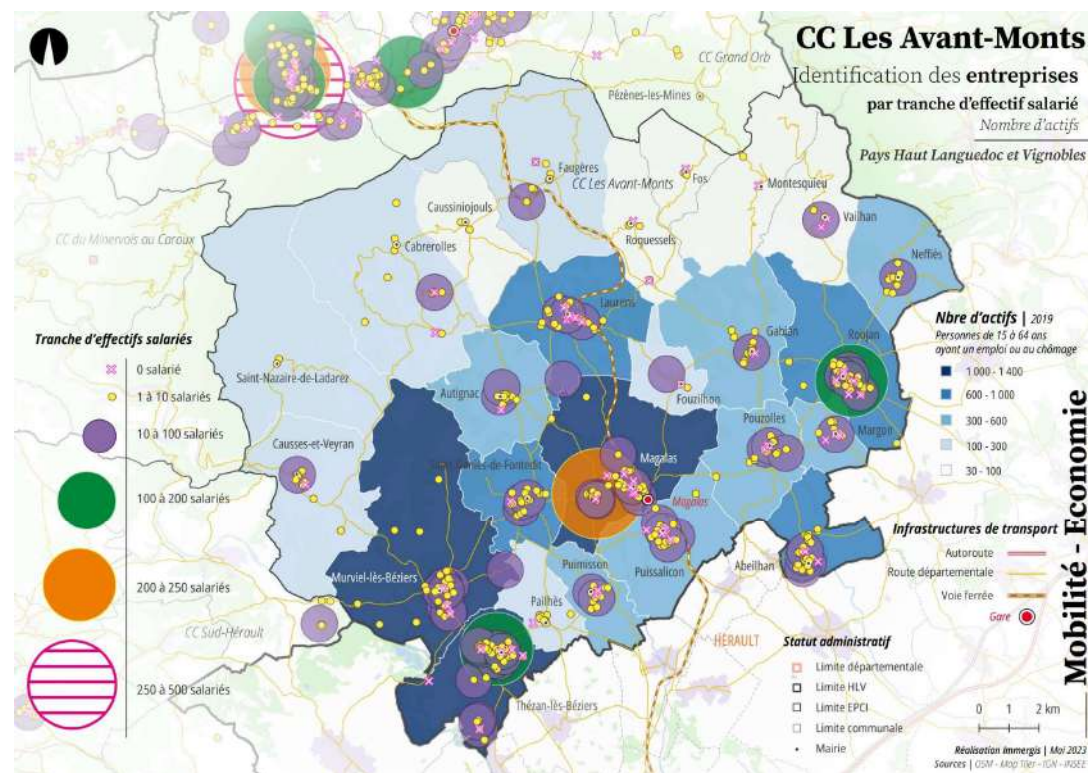 CC Les Avant-Monts
Identification des entreprises
par tranche d'effectif salarié
Nombre d'actifs
Pays Haut Languedoc et Vignobles
CC Grand Orb
Pézènes-les-Mines
Faugères
CC Les Avant-Monts
Fos
Montesquieu
Caussiniojouls
Vailhan
Roquessels
CC du Minervois au Caroux
Cabrerolles
Neffiès
Laurens
Gabian
Roujan
Saint-Nazaire-de-Ladarez
Autignac
Fouzilhon
Pouzolles
Margon
Causses-et-Veyran
Saint-Geniès-de-Fontedit
Magalas
Magalas
Murviel-lès-Béziers
Puimisson
Puissalicon
Abeilhan
Pailhès
CC Sud-Hérault
HÉRAULT
Thézan-lès-Béziers
Tranche d'effectifs salariés
0 salarié
1 à 10 salariés
10 à 100 salariés
100 à 200 salariés
200 à 250 salariés
250 à 500 salariés
Nbre d'actifs | 2019
Personnes de 15 à 64 ans
ayant un emploi ou au chômage
1 000 - 1 400
600 - 1 000
300 - 600
100 - 300
30 - 100
Infrastructures de transport
Autoroute
Route départementale
Voie ferrée
Gare
Statut administratif
Limite départementale
Limite HLV
Limite EPCI
Limite communale
Mairie
0 1 2 km
Réalisation Immergis | Mai 2023
Sources | OSM - Map Tiler - IGN - INSEE
Mobilité - Economie